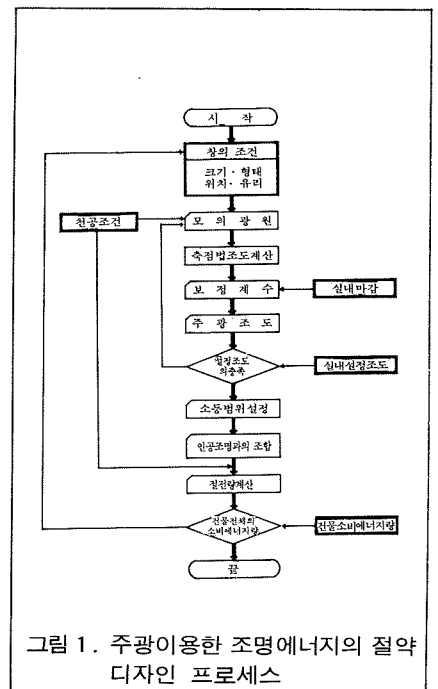 시 작
창의 조건
크기 · 형태
위치 · 유리
천공조건
모 의 광 원
축점법조도계산
보 정 계 수
실내마감
주 광 조 도
설정조도
의충족
실내설정조도
소등범위설정
인공조명과의 조합
절전량계산
건물전체의
소비에너지량
건물소비에너지량
끝
그림 1. 주광이용한 조명에너지의 절약
디자인 프로세스